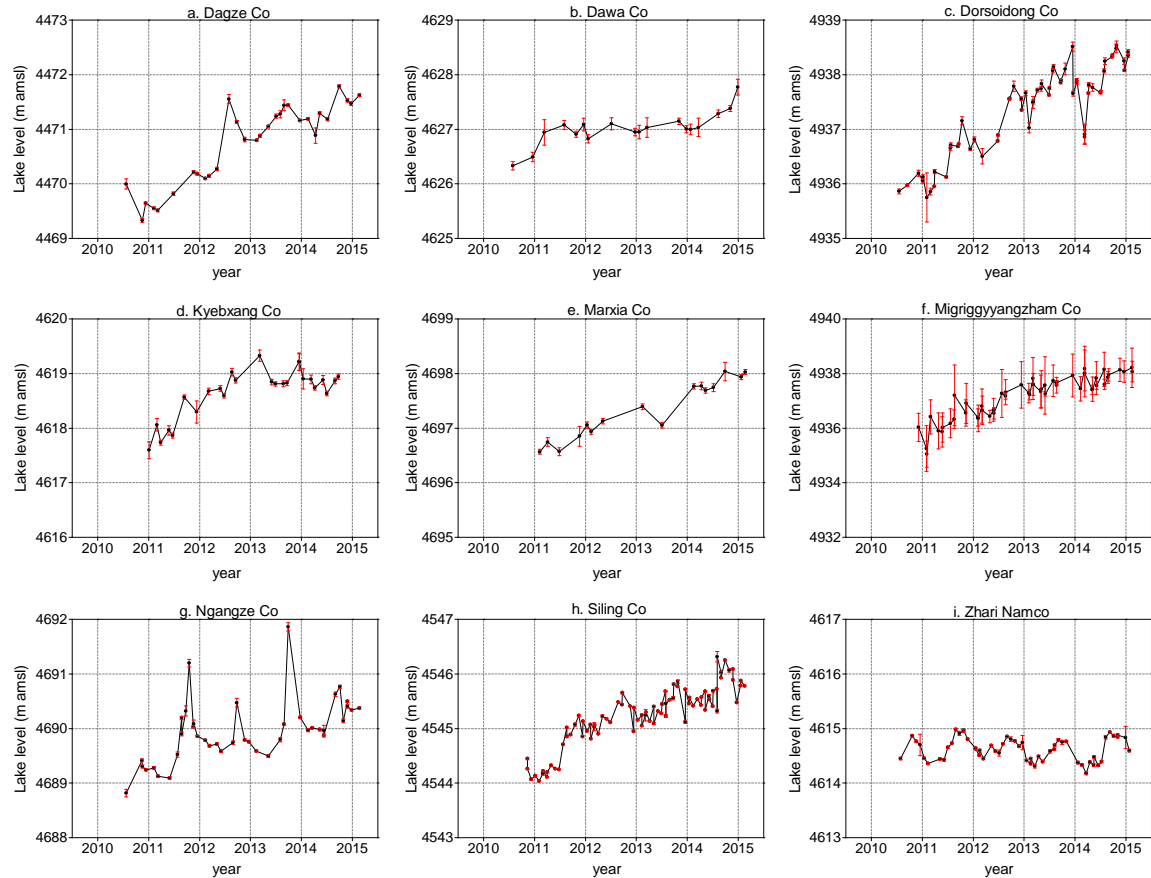 a. Dagze Co
Lake level (m amsl)
4473
4472
4471
4470
4469
2010 2011 2012 2013 2014 2015
year
b. Dawa Co
Lake level (m amsl)
4629
4628
4627
4626
4625
2010 2011 2012 2013 2014 2015
year
c. Dorsoidong Co
Lake level (m amsl)
4939
4938
4937
4936
4935
2010 2011 2012 2013 2014 2015
year
d. Kyebxang Co
Lake level (m amsl)
4620
4619
4618
4617
4616
2010 2011 2012 2013 2014 2015
year
e. Marxia Co
Lake level (m amsl)
4699
4698
4697
4696
4695
2010 2011 2012 2013 2014 2015
year
f. Migriggyyangzham Co
Lake level (m amsl)
4940
4938
4936
4934
4932
2010 2011 2012 2013 2014 2015
year
g. Ngangze Co
Lake level (m amsl)
4692
4691
4690
4689
4688
2010 2011 2012 2013 2014 2015
year
h. Siling Co
Lake level (m amsl)
4547
4546
4545
4544
4543
2010 2011 2012 2013 2014 2015
year
i. Zhari Namco
Lake level (m amsl)
4617
4616
4615
4614
4613
2010 2011 2012 2013 2014 2015
year